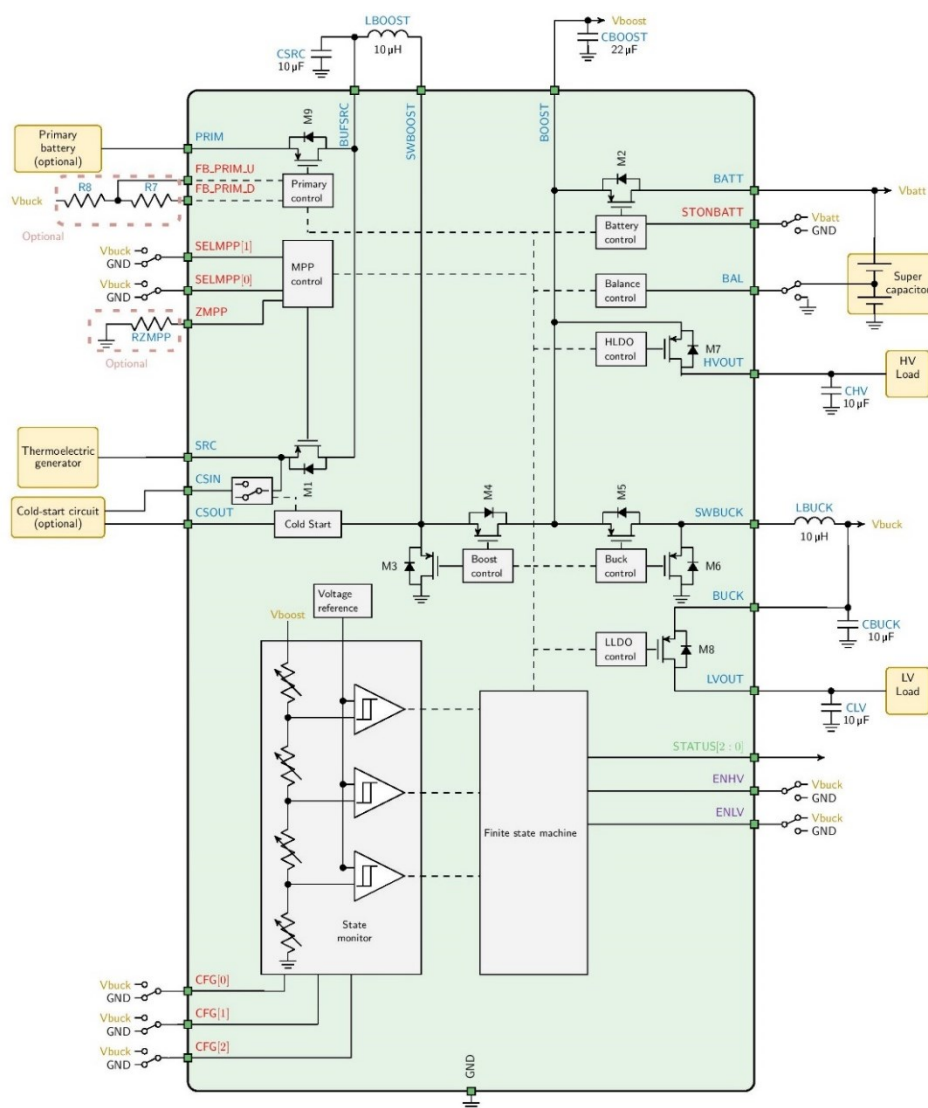 LBOOST
10 µH
CSRC
10 µF
Vboost
CBOOST
22 µF
BUFSRC
SWBOOST
BOOST
Primary
battery
(optional)
PRIM
M9
FB_PRIM_U
FB_PRIM_D
Primary
control
Vbuck
R8
R7
Optional
M2
BATT
Vbatt
STONBATT
Battery
control
Vbatt
GND
Vbuck
GND
SELMPP[1]
MPP
control
Vbuck
GND
SELMPP[0]
ZMPP
RZMPP
Optional
Balance control
BAL
Super
capacitor
HLDO
control
M7
HVOUT
HV
Load
CHV
10 µF
Thermoelectric
generator
SRC
M1
CSIN
Cold-start circuit
(optional)
CSOUT
Cold Start
M4
M5
SWBUCK
LBUCK
10 µH
Vbuck
M3
Boost control
Buck control
M6
BUCK
CBUCK
10 µF
Voltage
reference
Vboost
LLDO
control
M8
LVOUT
LV
Load
CLV
10 µF
STATUS[2 : 0]
ENHV
Vbuck
GND
ENLV
Vbuck
GND
Finite state machine
State
monitor
Vbuck
GND
CFG[0]
Vbuck
GND
CFG[1]
Vbuck
GND
CFG[2]
GND